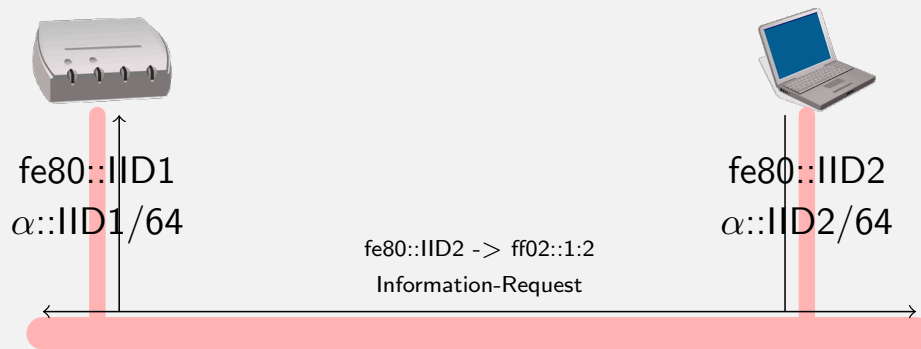 fe80::IID1
α::IID1/64
fe80::IID2
α::IID2/64
fe80::IID2 -> ff02::1:2
Information-Request